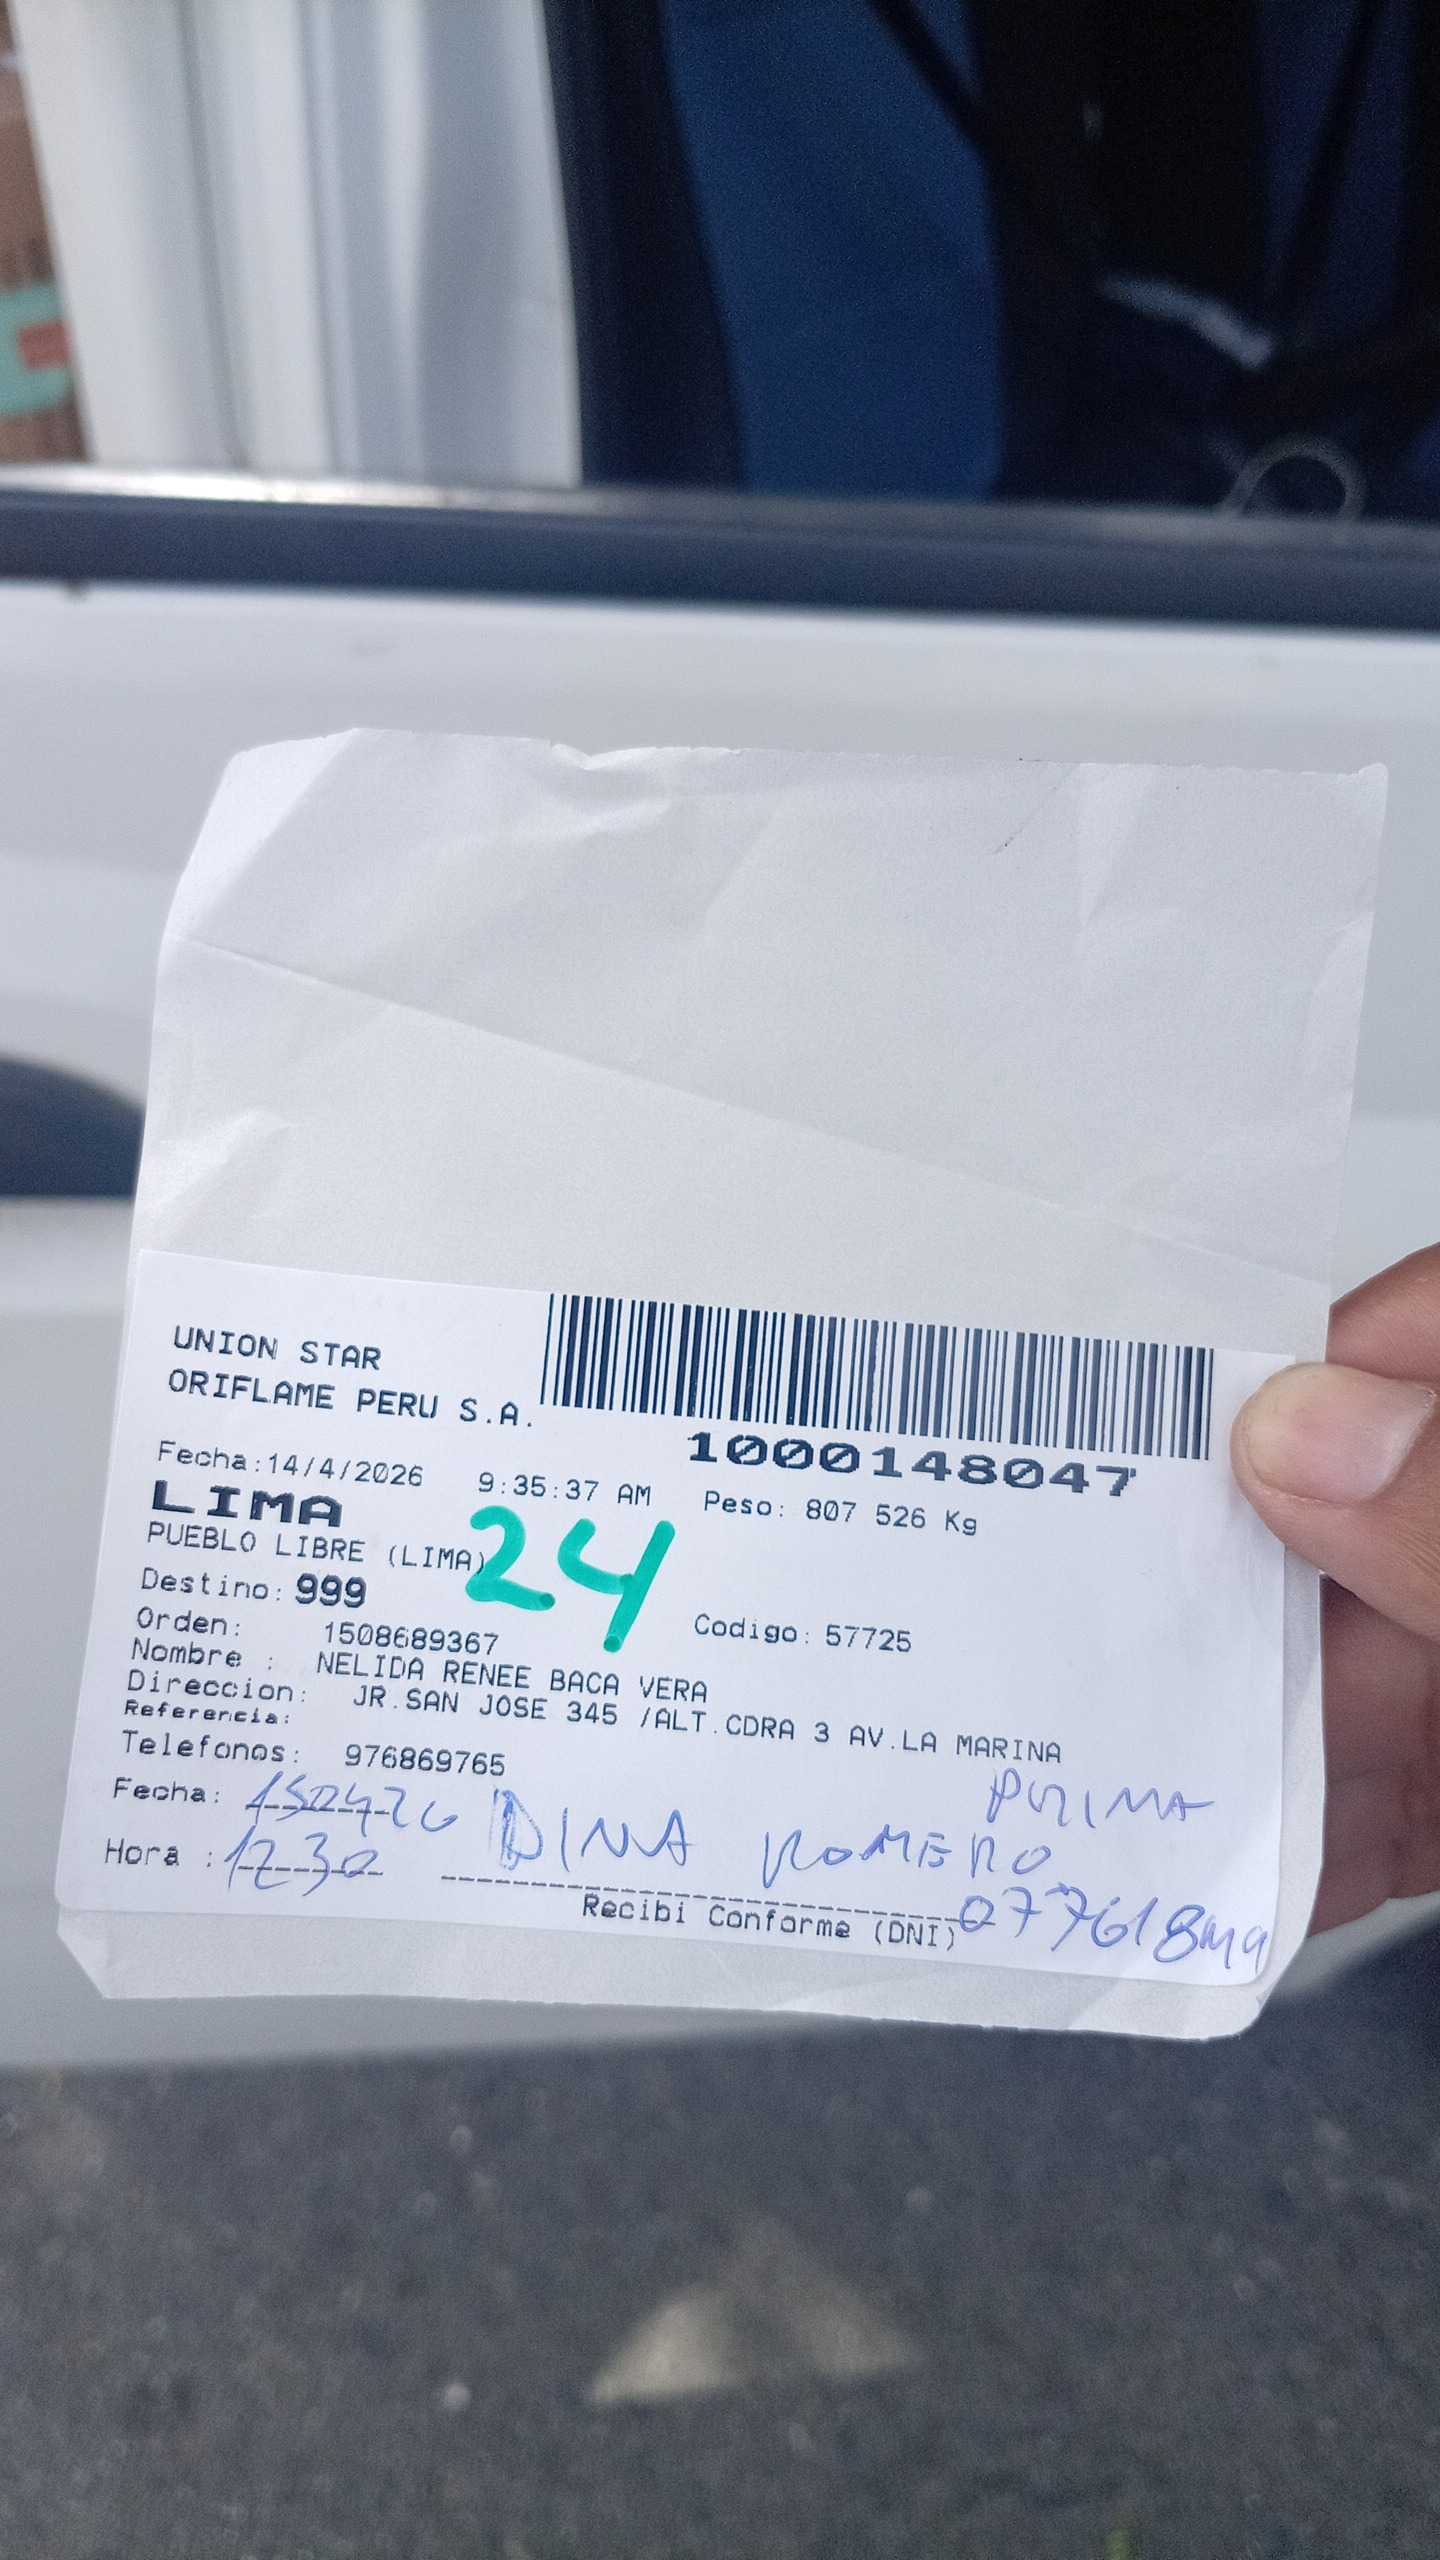 UNION STAR
ORIFLAME PERU S.A.
1000148047
Fecha:14/4/2026 9:35:37 AM Peso: 807 526 Kg
LIMA
PUEBLO LIBRE (LIMA)
24
Destino: 999
Orden: 1508689367 Codigo: 57725
Nombre : NELIDA RENEE BACA VERA
Direccion: JR.SAN JOSE 345 /ALT.CDRA 3 AV.LA MARINA
Referencia:
Telefonos: 976869765
PRIMA
Fecha: 150426 DINA ROMERO
Hora : 1230
Recibi Conforme (DNI)